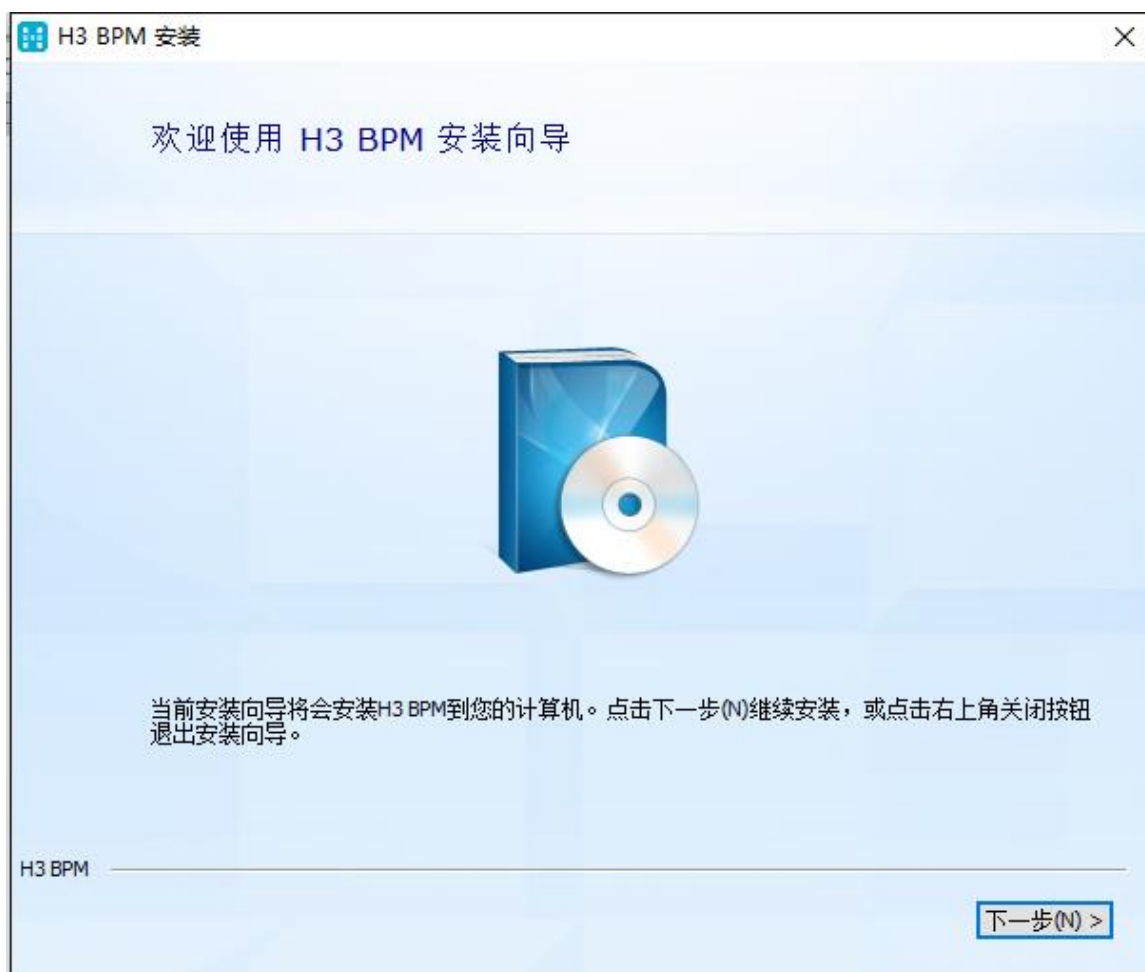 H3 BPM 安装
欢迎使用 H3 BPM 安装向导
当前安装向导将会安装H3 BPM到您的计算机。点击下一步(N)继续安装，或点击右上角关闭按钮
退出安装向导。
H3 BPM
下一步(N) >